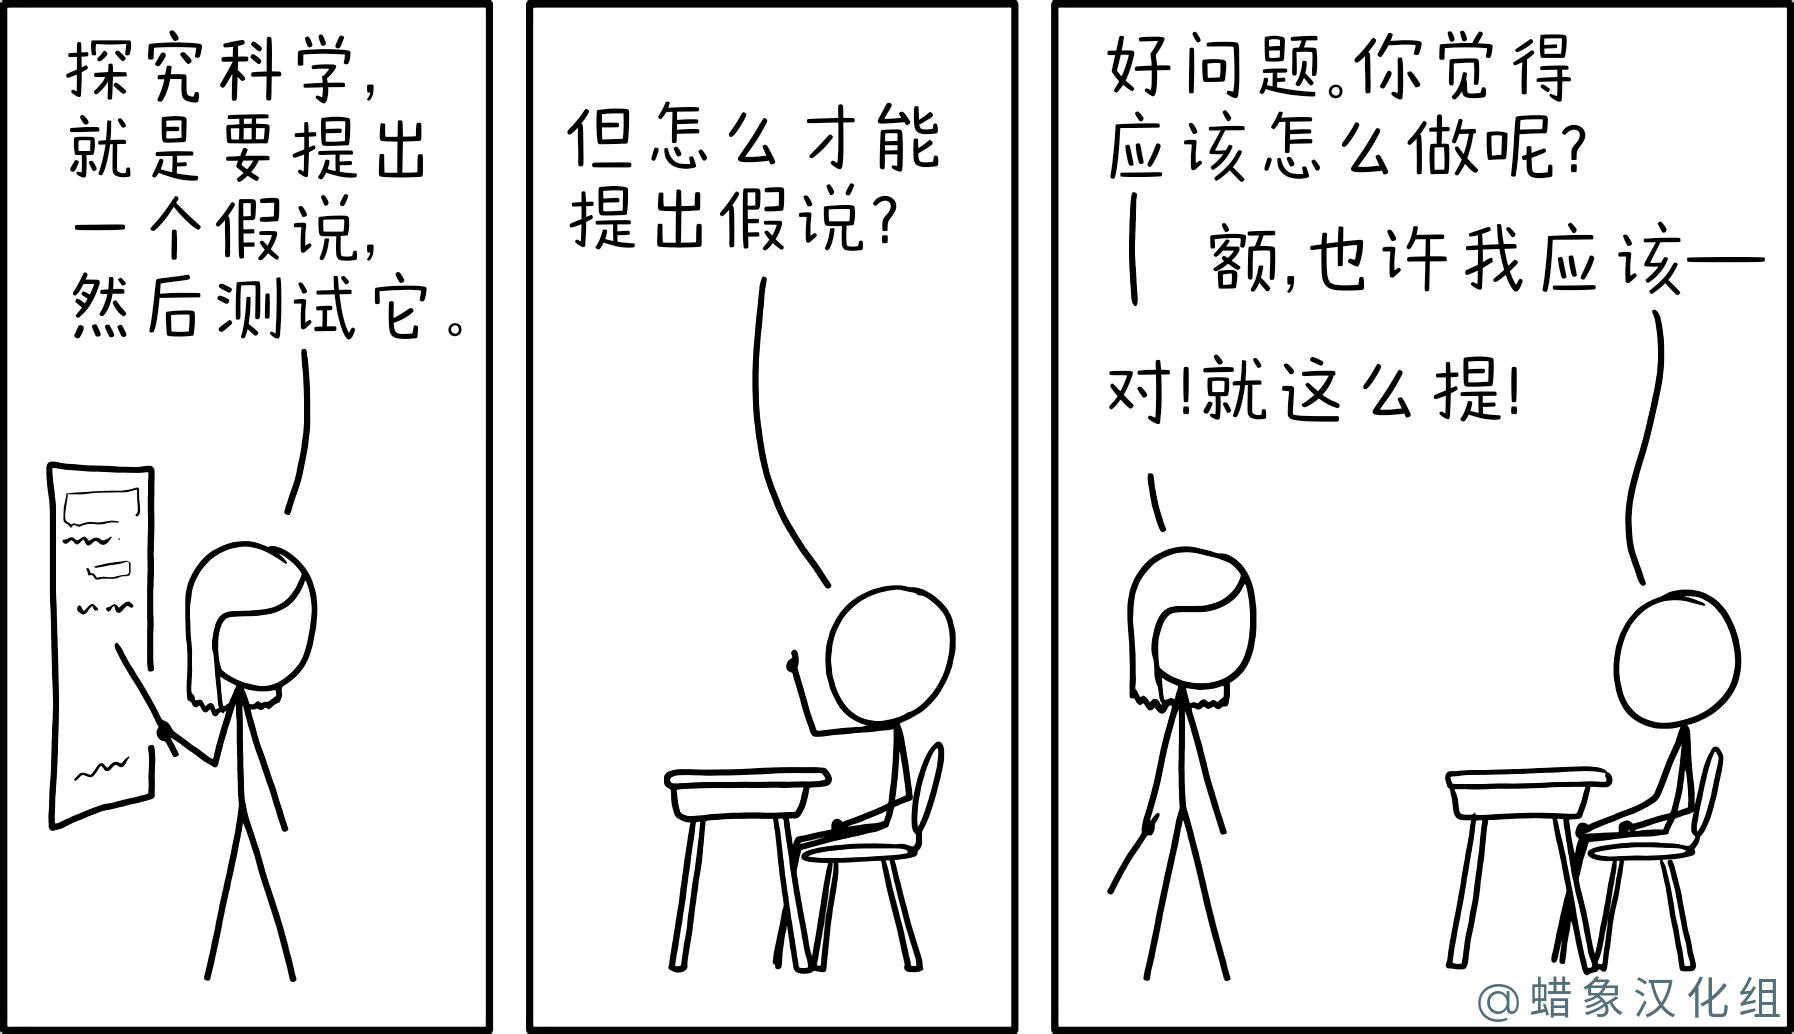 探究科学,
就是要提出
一个假说,
然后测试它。
但怎么才能
提出假说?
好问题。你觉得
应该怎么做呢?
额,也许我应该——
对!就这么提!
@蜡象汉化组